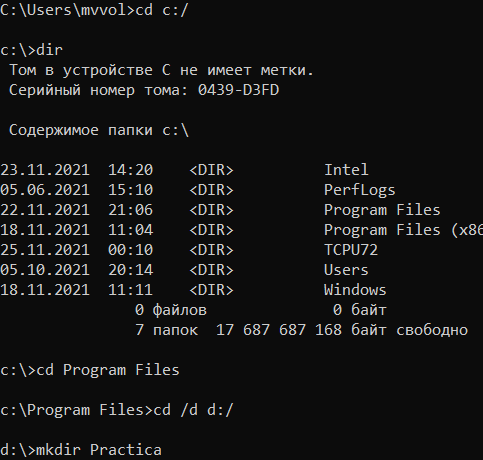 C:\Users\mvvol>cd c:/
c:\>dir
Том в устройстве C не имеет метки.
Серийный номер тома: 0439-D3FD
Содержимое папки c:\
23.11.2021 14:20 <DIR> Intel
05.06.2021 15:10 <DIR> PerfLogs
22.11.2021 21:06 <DIR> Program Files
18.11.2021 11:04 <DIR> Program Files (x86
25.11.2021 00:10 <DIR> TCPU72
05.10.2021 20:14 <DIR> Users
18.11.2021 11:11 <DIR> Windows
0 файлов 0 байт
7 папок 17 687 687 168 байт свободно
c:\>cd Program Files
c:\Program Files>cd /d d:/
d:\>mkdir Practica